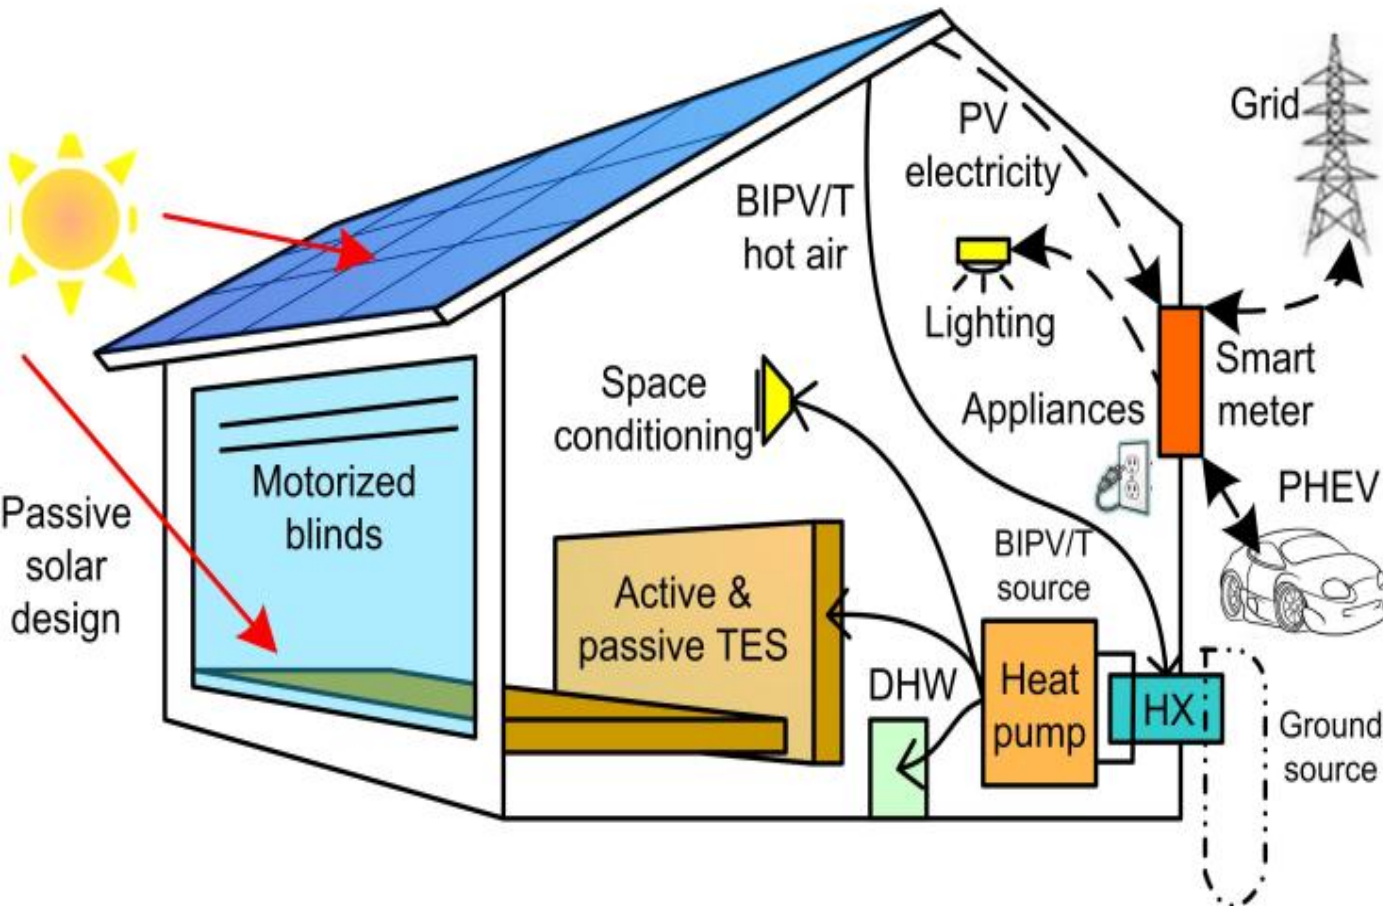 PV
electricity
Grid
BIPV/T
hot air
Lighting
Smart
meter
Space
conditioning
Appliances
Motorized
blinds
PHEV
Passive
solar
design
BIPV/T
source
Active &
passive TES
DHW
Heat
pump
HX
Ground
source